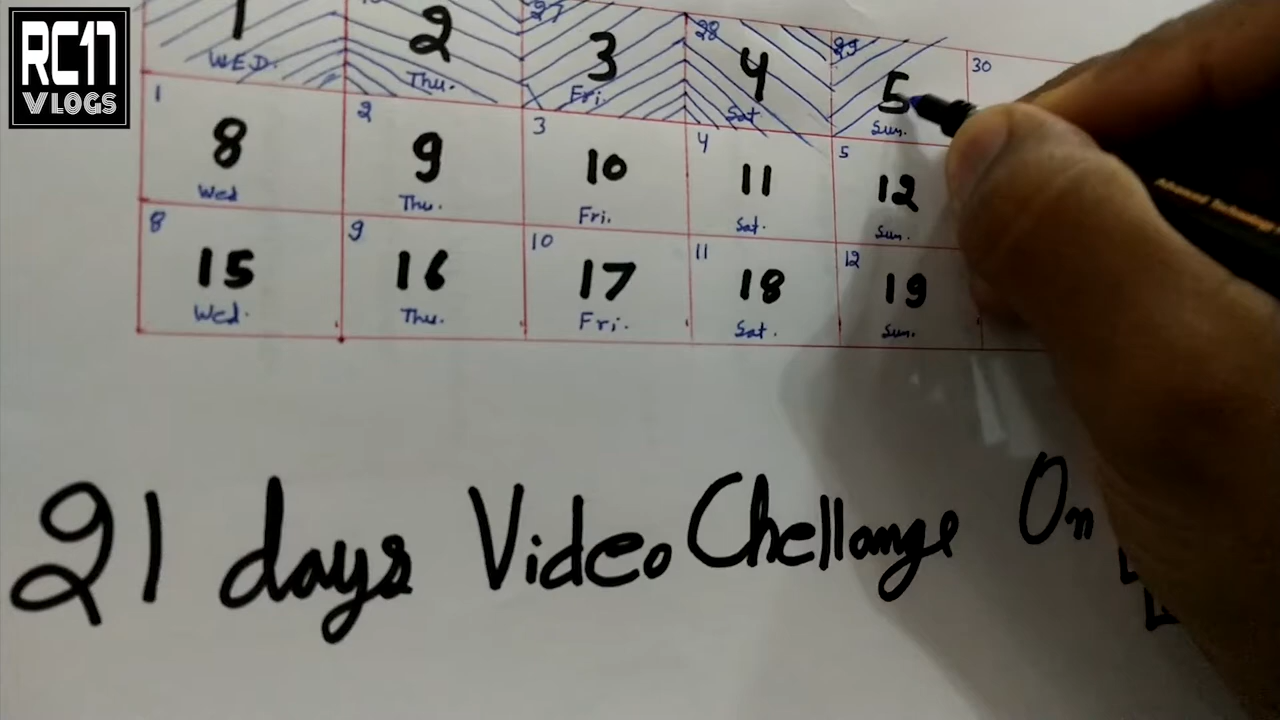 RC17
VLOGS
27 28 29 30
1 2 3 4 5
WED. Thu. Fri. Sat Sun.
1 2 3 4 5
8 9 10 11 12
Wed Thu. Fri. Sat. Sun.
8 9 10 11 12
15 16 17 18 19
Wed. Thu. Fri. Sat. Sun.
21 days Video Chellange On